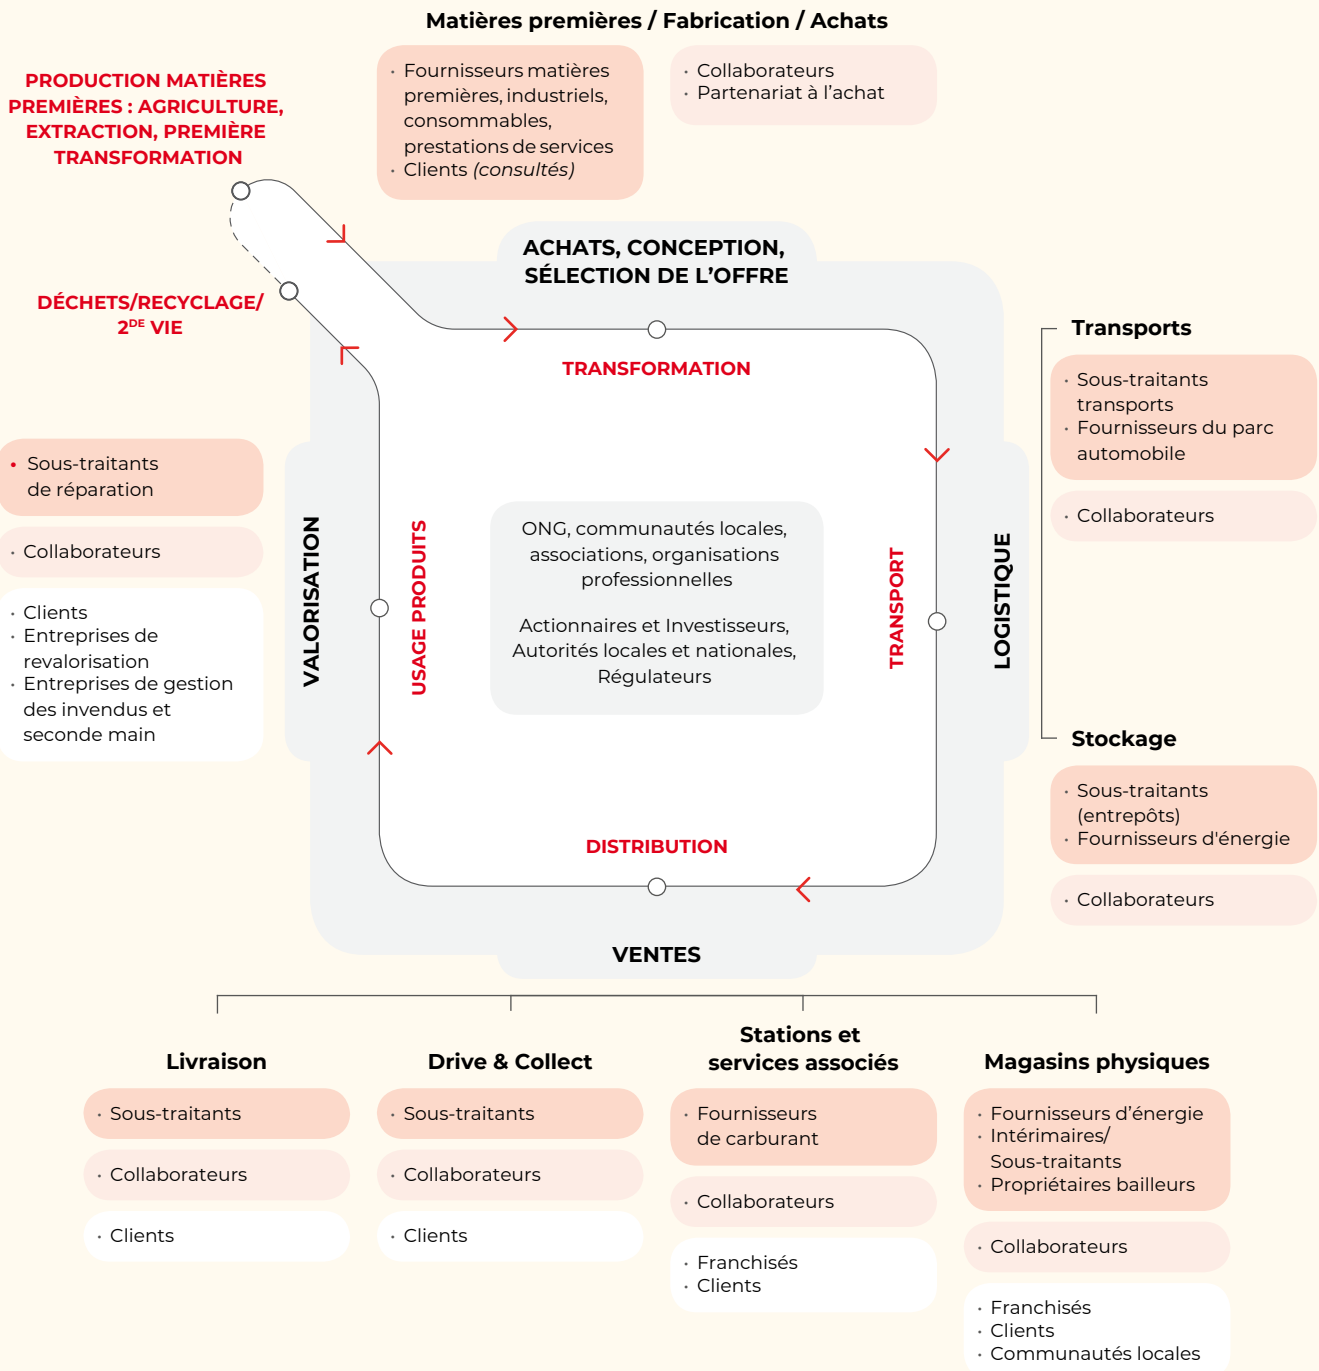 Matières premières / Fabrication / Achats
· Fournisseurs matières
premières, industriels,
consommables,
prestations de services
· Clients (consultés)
· Collaborateurs
· Partenariat à l’achat
PRODUCTION MATIÈRES
PREMIÈRES : AGRICULTURE,
EXTRACTION, PREMIÈRE
TRANSFORMATION
ACHATS, CONCEPTION,
SÉLECTION DE L’OFFRE
DÉCHETS/RECYCLAGE/
2DE VIE
TRANSFORMATION
Transports
· Sous-traitants
transports
· Fournisseurs du parc
automobile
· Collaborateurs
• Sous-traitants
de réparation
· Collaborateurs
· Clients
· Entreprises de
revalorisation
· Entreprises de gestion
des invendus et
seconde main
VALORISATION
USAGE PRODUITS
ONG, communautés locales,
associations, organisations
professionnelles
Actionnaires et Investisseurs,
Autorités locales et nationales,
Régulateurs
TRANSPORT
LOGISTIQUE
Stockage
· Sous-traitants
(entrepôts)
· Fournisseurs d'énergie
· Collaborateurs
DISTRIBUTION
VENTES
Livraison
· Sous-traitants
· Collaborateurs
· Clients
Drive & Collect
· Sous-traitants
· Collaborateurs
· Clients
Stations et
services associés
· Fournisseurs
de carburant
· Collaborateurs
· Franchisés
· Clients
Magasins physiques
· Fournisseurs d’énergie
· Intérimaires/
Sous-traitants
· Propriétaires bailleurs
· Collaborateurs
· Franchisés
· Clients
· Communautés locales